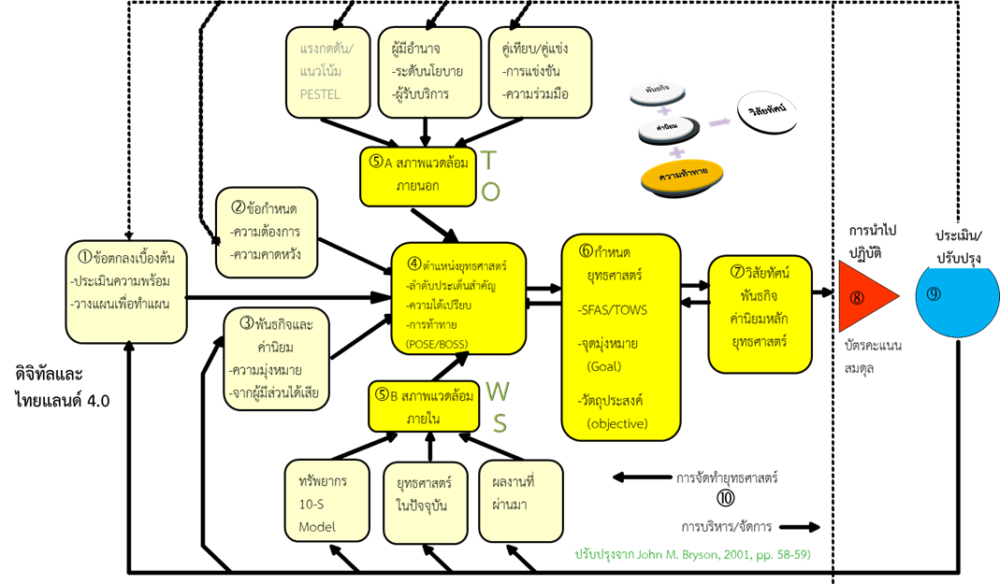 แรงกดดัน/
แนวโน้ม
PESTEL
ผู้มีอำนาจ
-ระดับนโยบาย
-ผู้รับบริการ
คู่เทียบ/คู่แข่ง
-การแข่งขัน
-ความร่วมมือ
พันธกิจ
ค่านิยม
วิสัยทัศน์
ความท้าทาย
⑤A สภาพแวดล้อม
ภายนอก
T
O
②ข้อกำหนด
-ความต้องการ
-ความคาดหวัง
①ข้อตกลงเบื้องต้น
-ประเมินความพร้อม
-วางแผนเพื่อทำแผน
③พันธกิจและ
ค่านิยม
-ความมุ่งหมาย
-จากผู้มีส่วนได้เสีย
④ตำแหน่งยุทธศาสตร์
-ลำดับประเด็นสำคัญ
-ความได้เปรียบ
-การท้าทาย
(POSE/BOSS)
⑥กำหนด
ยุทธศาสตร์
-SFAS/TOWS
-จุดมุ่งหมาย
(Goal)
-วัตถุประสงค์
(objective)
⑦วิสัยทัศน์
พันธกิจ
ค่านิยมหลัก
ยุทธศาสตร์
การนำไป
ปฏิบัติ
⑧
บัตรคะแนน
สมดุล
ประเมิน/
ปรับปรุง
⑨
ดิจิทัลและ
ไทยแลนด์ 4.0
⑤B สภาพแวดล้อม
ภายใน
W
S
ทรัพยากร
10-S
Model
ยุทธศาสตร์
ในปัจจุบัน
ผลงานที่
ผ่านมา
การจัดทำยุทธศาสตร์
⑩
การบริหาร/จัดการ
ปรับปรุงจาก John M. Bryson, 2001, pp. 58-59)